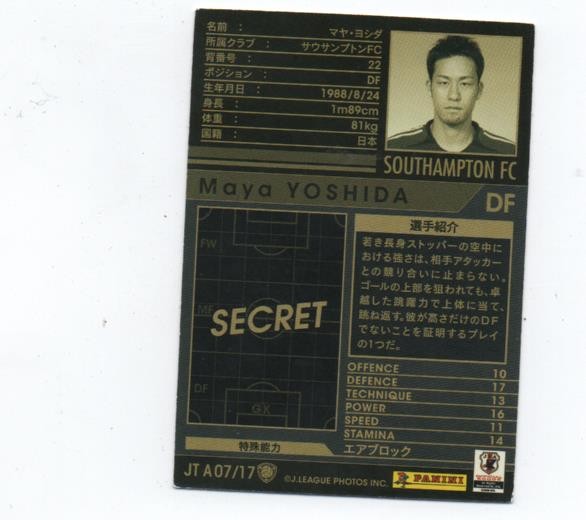 名前： マヤ・ヨシダ
所属クラブ： サウサンプトンFC
背番号： 22
ポジション： DF
生年月日： 1988/8/24
身長： 1m89cm
体重： 81kg
国籍： 日本
SOUTHAMPTON FC
Maya YOSHIDA
DF
FW
MF
SECRET
DF
GK
選手紹介
若き長身ストッパーの空中に
おける強さは、相手アタッカー
との競り合いに止まらない。
ゴールの上部を狙われても、卓
越した跳躍力で上体に当て、
跳ね返す。彼が高さだけのDF
でないことを証明するプレイ
の1つだ。
OFFENCE 10
DEFENCE 17
TECHNIQUE 13
POWER 16
SPEED 11
STAMINA 14
特殊能力 エアブロック
JT A07/17
©J.LEAGUE PHOTOS INC.
PANINI